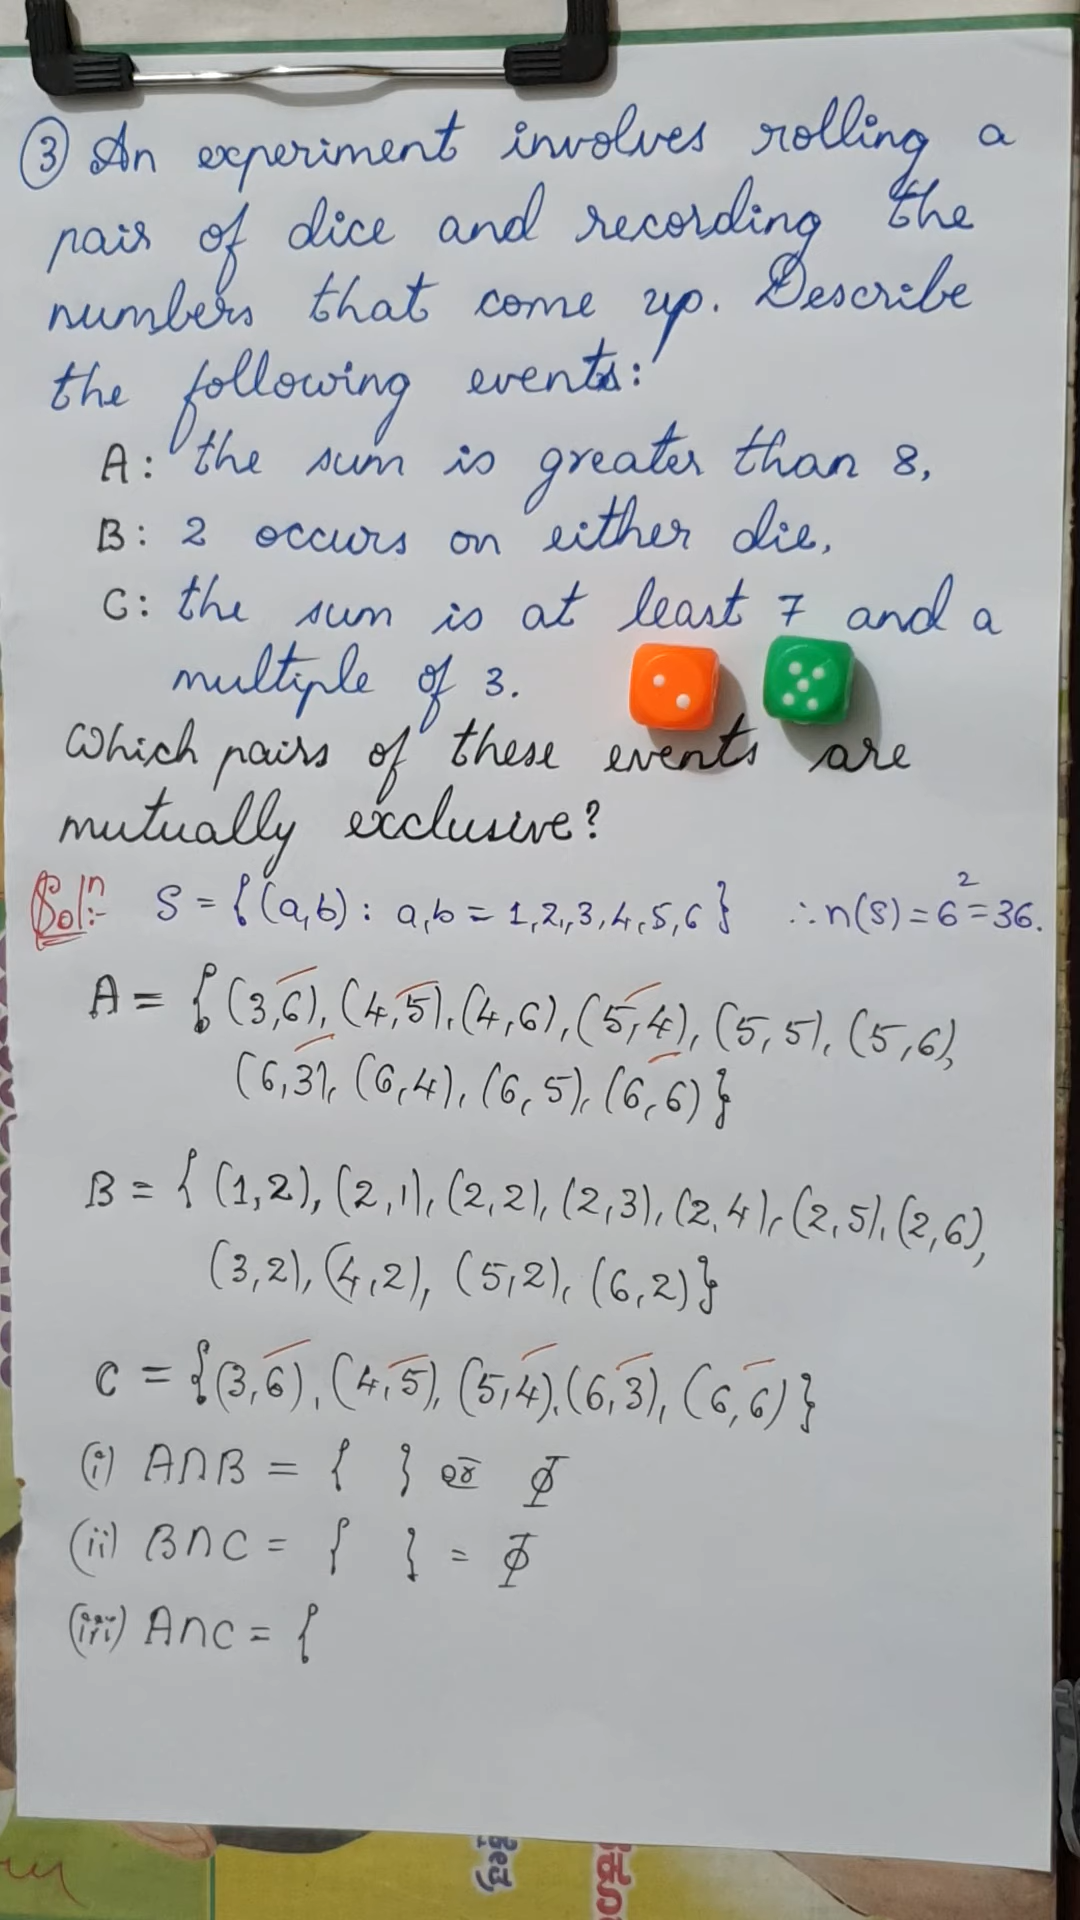 ③ An experiment involves rolling a
pair of dice and recording the
numbers that come up. Describe
the following events:
A: the sum is greater than 8,
B: 2 occurs on either die,
C: the sum is at least 7 and a
multiple of 3.
Which pairs of these events are
mutually exclusive?
Solⁿ:- S = {(a,b) : a,b = 1,2,3,4,5,6} ∴ n(S) = 6² = 36.
A = {(3,6), (4,5), (4,6), (5,4), (5,5), (5,6),
(6,3), (6,4), (6,5), (6,6)}
B = {(1,2), (2,1), (2,2), (2,3), (2,4), (2,5), (2,6),
(3,2), (4,2), (5,2), (6,2)}
C = {(3,6), (4,5), (5,4), (6,3), (6,6)}
(i) A∩B = { } or Φ
(ii) B∩C = { } = Φ
(iii) A∩C = {